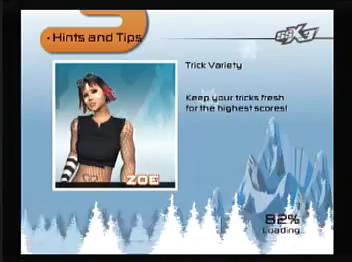 • Hints and Tips
SSX3
Trick Variety
Keep your tricks fresh
for the highest scores!
ZOE
82%
Loading..